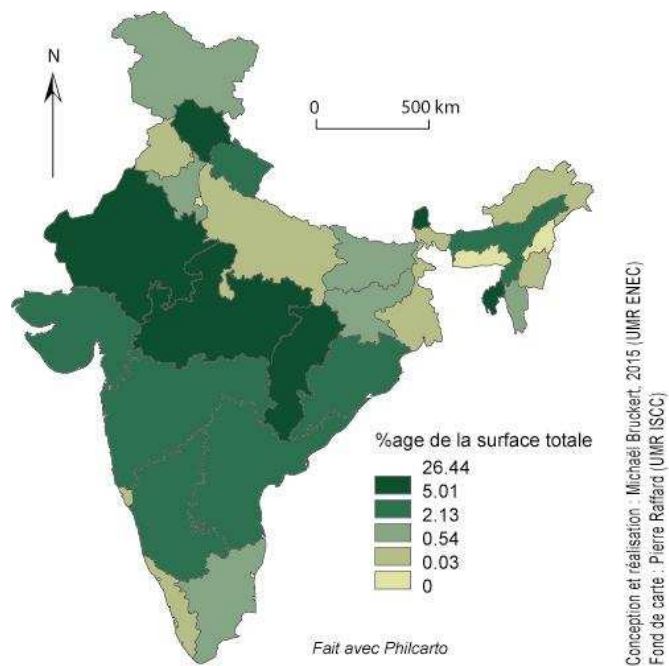 N
0 500 km
%age de la surface totale
26.44
5.01
2.13
0.54
0.03
0
Fait avec Philcarto
Conception et réalisation : Michaël Bruckert, 2015 (UMR ENEC)
Fond de carte : Pierre Raffard (UMR ISCC)